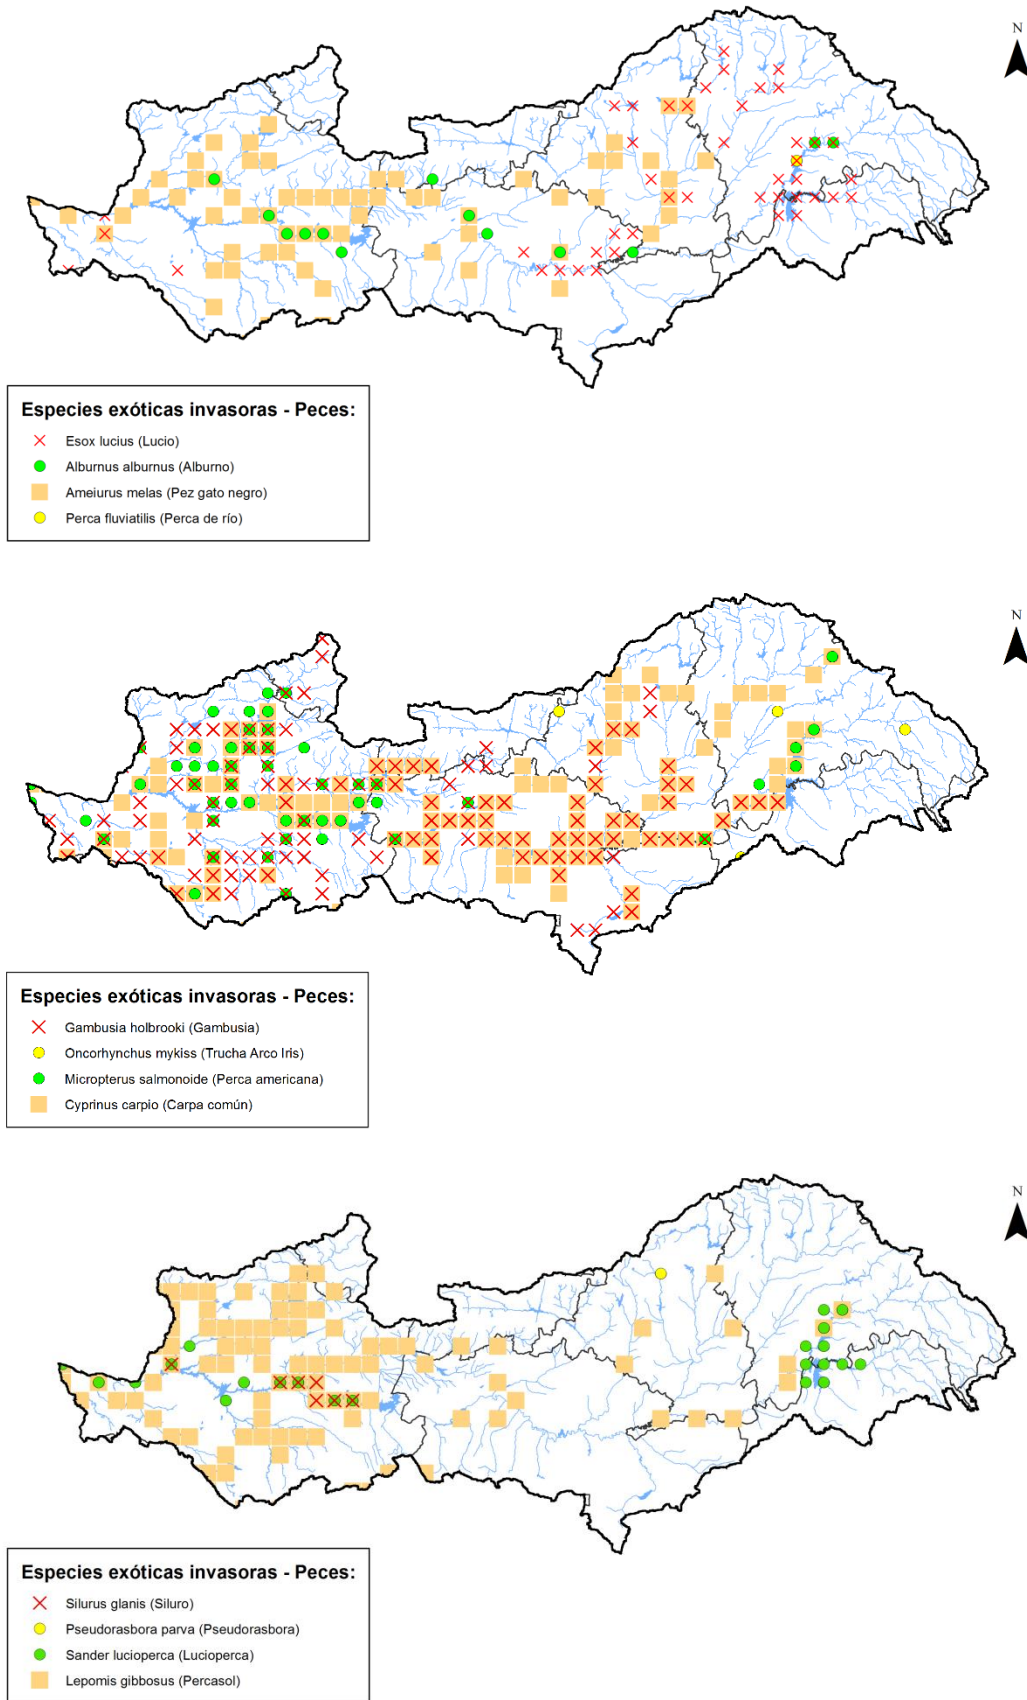 N
Especies exóticas invasoras - Peces:
Esox lucius (Lucio)
Alburnus alburnus (Alburno)
Ameiurus melas (Pez gato negro)
Perca fluviatilis (Perca de río)
N
Especies exóticas invasoras - Peces:
Gambusia holbrooki (Gambusia)
Oncorhynchus mykiss (Trucha Arco Iris)
Micropterus salmonoide (Perca americana)
Cyprinus carpio (Carpa común)
N
Especies exóticas invasoras - Peces:
Silurus glanis (Siluro)
Pseudorasbora parva (Pseudorasbora)
Sander lucioperca (Lucioperca)
Lepomis gibbosus (Percasol)